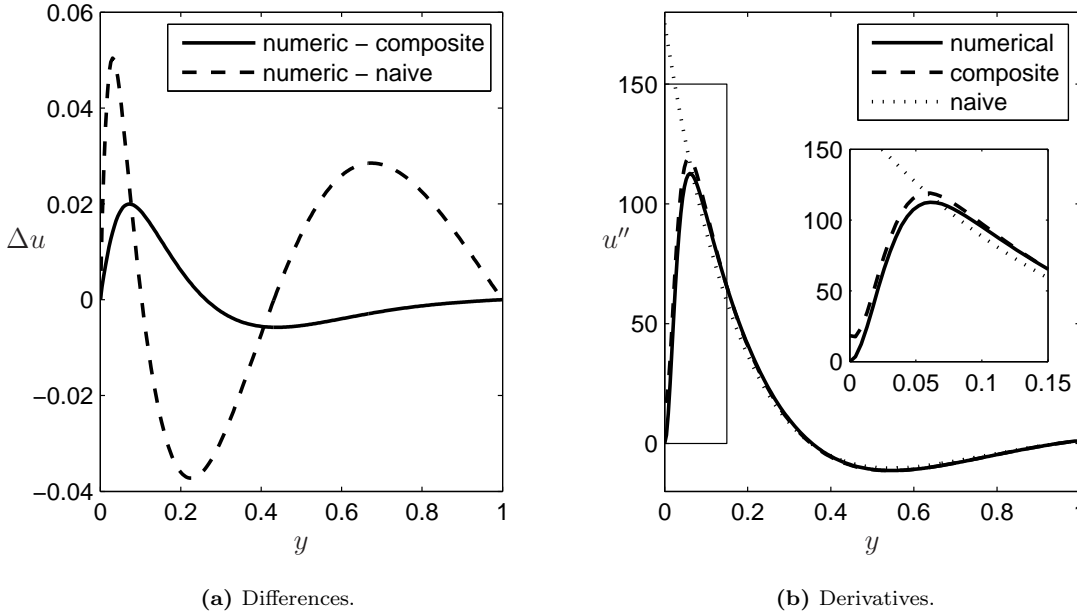 0.06
0.04
0.02
0
−0.02
−0.04
Δu
numeric − composite
numeric − naive
0 0.2 0.4 0.6 0.8 1
y
(a) Differences.
150
100
50
0
u″
numerical
composite
naive
150
100
50
0
0 0.05 0.1 0.15
0 0.2 0.4 0.6 0.8 1
y
(b) Derivatives.